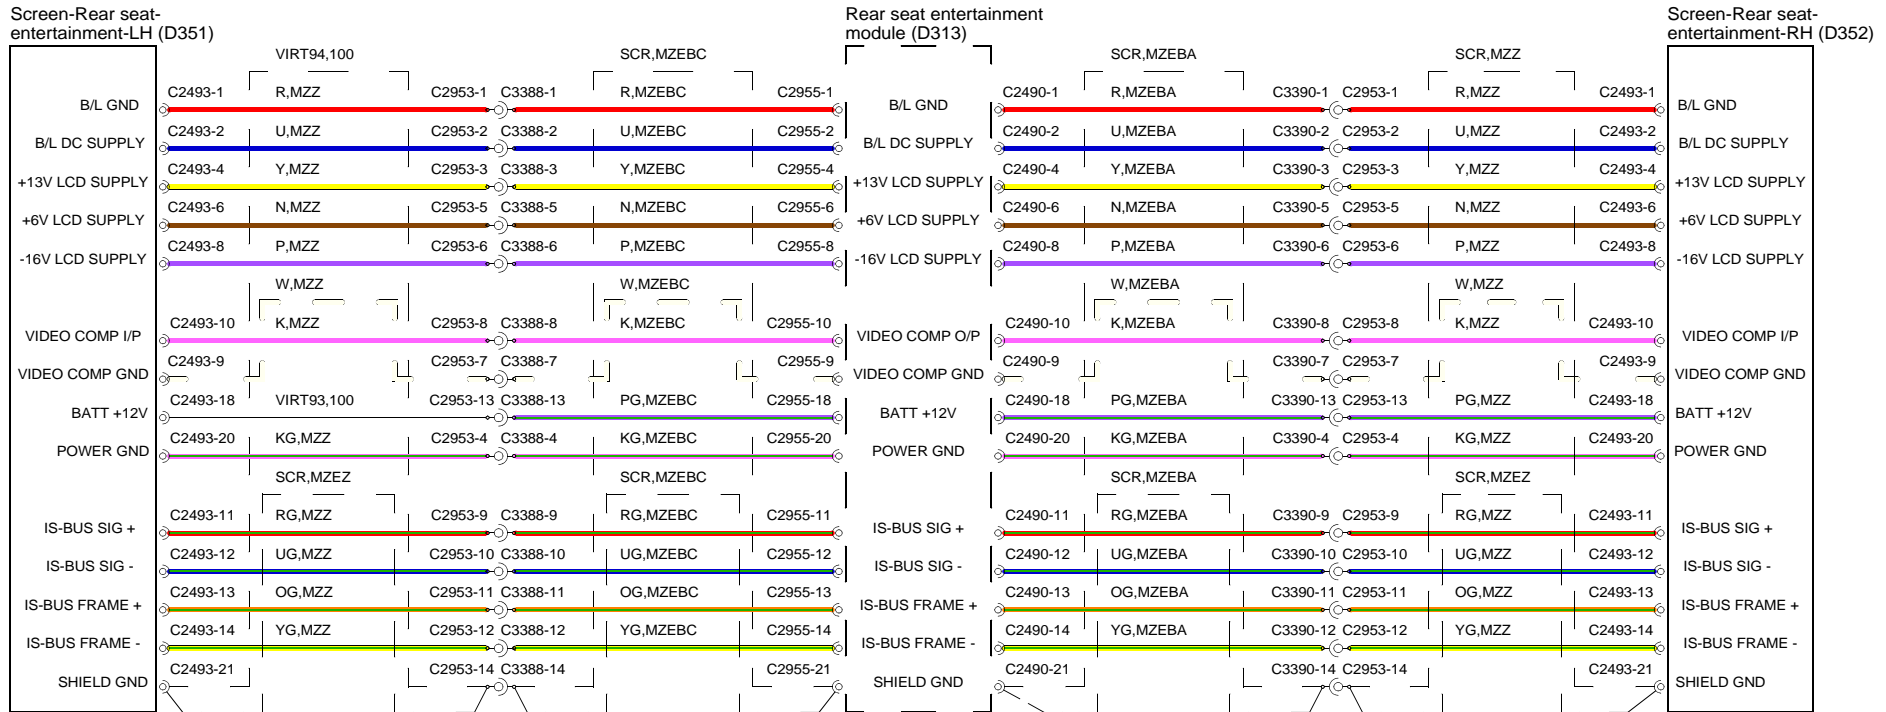 Screen-Rear seat-
entertainment-LH (D351)
Rear seat entertainment
module (D313)
Screen-Rear seat-
entertainment-RH (D352)
VIRT94,100 SCR,MZEBC SCR,MZEBA SCR,MZZ
C2493-1 R,MZZ C2953-1 C3388-1 R,MZEBC C2955-1 C2490-1 R,MZEBA C3390-1 C2953-1 R,MZZ C2493-1
B/L GND B/L GND B/L GND
C2493-2 U,MZZ C2953-2 C3388-2 U,MZEBC C2955-2 C2490-2 U,MZEBA C3390-2 C2953-2 U,MZZ C2493-2
B/L DC SUPPLY B/L DC SUPPLY B/L DC SUPPLY
C2493-4 Y,MZZ C2953-3 C3388-3 Y,MZEBC C2955-4 C2490-4 Y,MZEBA C3390-3 C2953-3 Y,MZZ C2493-4
+13V LCD SUPPLY +13V LCD SUPPLY +13V LCD SUPPLY
C2493-6 N,MZZ C2953-5 C3388-5 N,MZEBC C2955-6 C2490-6 N,MZEBA C3390-5 C2953-5 N,MZZ C2493-6
+6V LCD SUPPLY +6V LCD SUPPLY +6V LCD SUPPLY
C2493-8 P,MZZ C2953-6 C3388-6 P,MZEBC C2955-8 C2490-8 P,MZEBA C3390-6 C2953-6 P,MZZ C2493-8
-16V LCD SUPPLY -16V LCD SUPPLY -16V LCD SUPPLY
W,MZZ W,MZEBC W,MZEBA W,MZZ
C2493-10 K,MZZ C2953-8 C3388-8 K,MZEBC C2955-10 C2490-10 K,MZEBA C3390-8 C2953-8 K,MZZ C2493-10
VIDEO COMP I/P VIDEO COMP O/P VIDEO COMP I/P
C2493-9 C2953-7 C3388-7 C2955-9 C2490-9 C3390-7 C2953-7 C2493-9
VIDEO COMP GND VIDEO COMP GND VIDEO COMP GND
C2493-18 VIRT93,100 C2953-13 C3388-13 PG,MZEBC C2955-18 C2490-18 PG,MZEBA C3390-13 C2953-13 PG,MZZ C2493-18
BATT +12V BATT +12V BATT +12V
C2493-20 KG,MZZ C2953-4 C3388-4 KG,MZEBC C2955-20 C2490-20 KG,MZEBA C3390-4 C2953-4 KG,MZZ C2493-20
POWER GND POWER GND POWER GND
SCR,MZEZ SCR,MZEBC SCR,MZEBA SCR,MZEZ
C2493-11 RG,MZZ C2953-9 C3388-9 RG,MZEBC C2955-11 C2490-11 RG,MZEBA C3390-9 C2953-9 RG,MZZ C2493-11
IS-BUS SIG + IS-BUS SIG + IS-BUS SIG +
C2493-12 UG,MZZ C2953-10 C3388-10 UG,MZEBC C2955-12 C2490-12 UG,MZEBA C3390-10 C2953-10 UG,MZZ C2493-12
IS-BUS SIG - IS-BUS SIG - IS-BUS SIG -
C2493-13 OG,MZZ C2953-11 C3388-11 OG,MZEBC C2955-13 C2490-13 OG,MZEBA C3390-11 C2953-11 OG,MZZ C2493-13
IS-BUS FRAME + IS-BUS FRAME + IS-BUS FRAME +
C2493-14 YG,MZZ C2953-12 C3388-12 YG,MZEBC C2955-14 C2490-14 YG,MZEBA C3390-12 C2953-12 YG,MZZ C2493-14
IS-BUS FRAME - IS-BUS FRAME - IS-BUS FRAME -
C2493-21 C2953-14 C3388-14 C2955-21 C2490-21 C3390-14 C2953-14 C2493-21
SHIELD GND SHIELD GND SHIELD GND